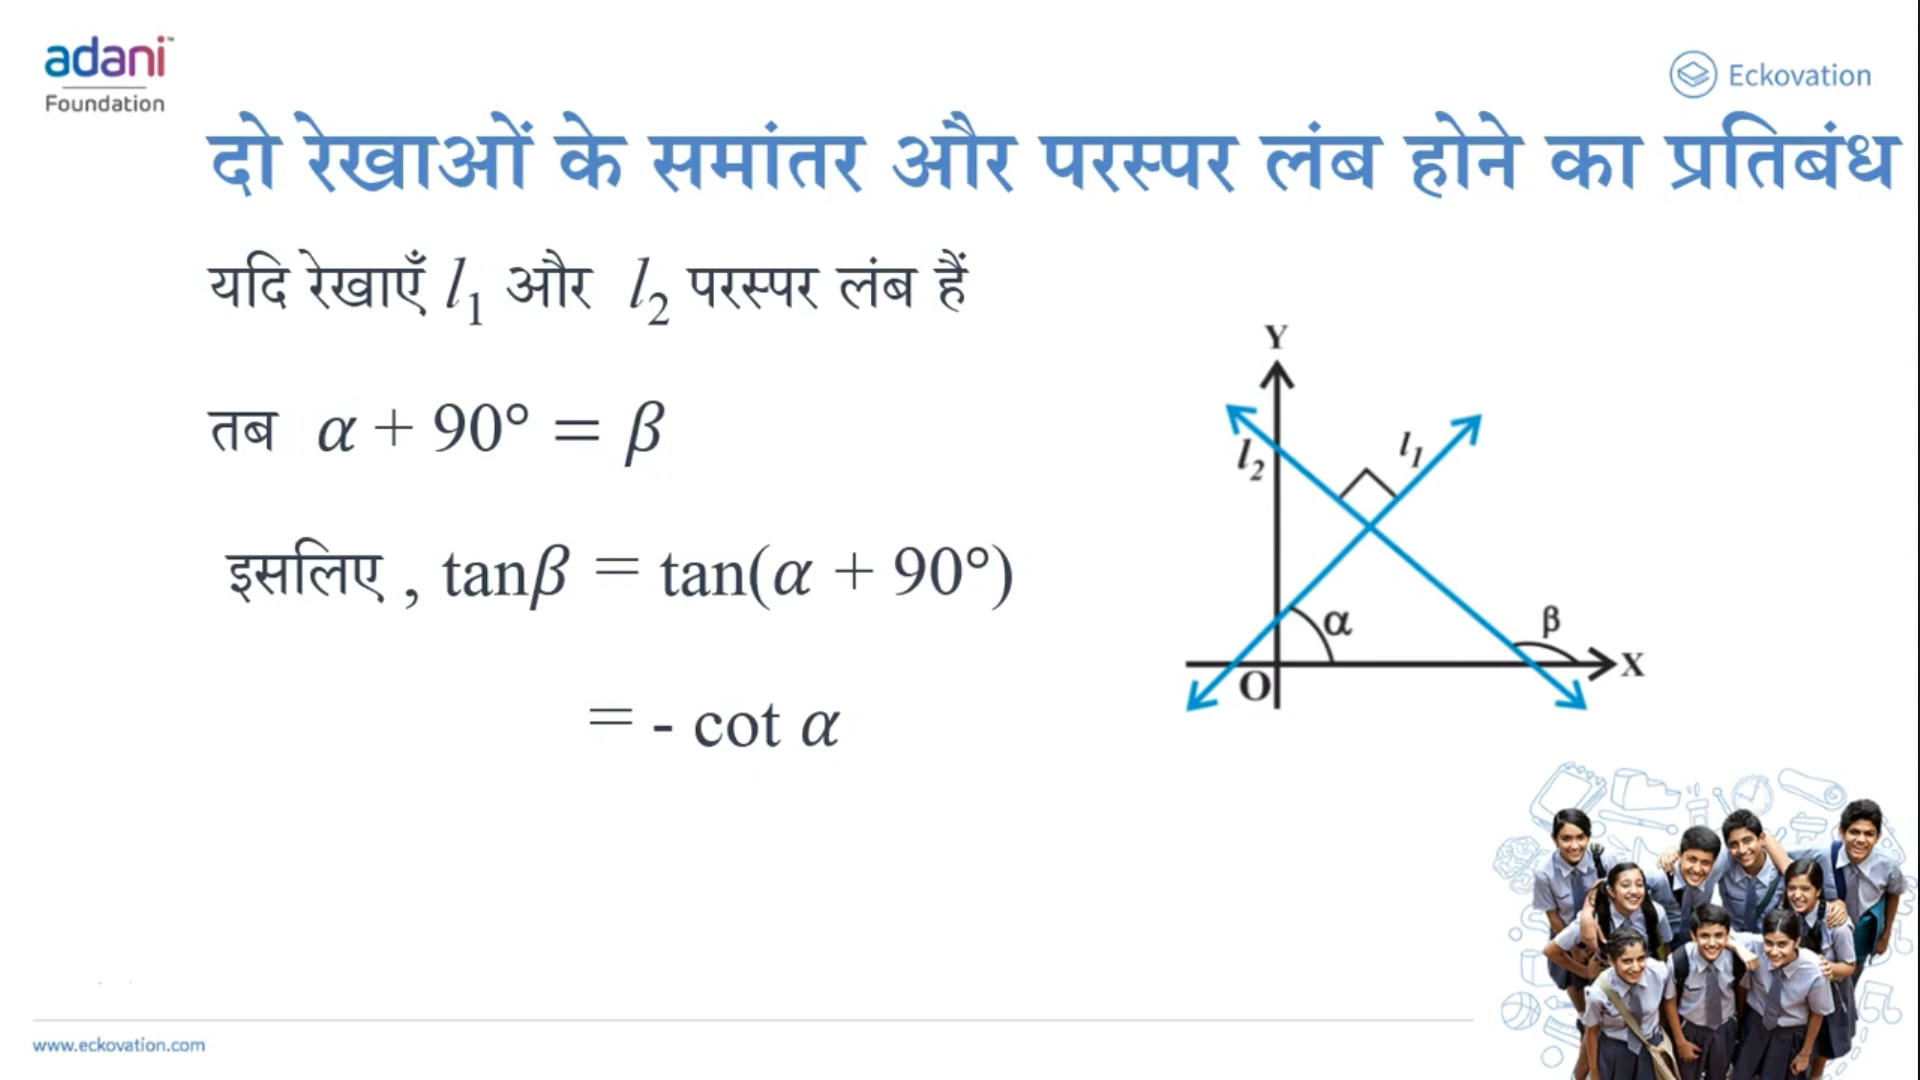 adani
Foundation
Eckovation
दो रेखाओं के समांतर और परस्पर लंब होने का प्रतिबंध
यदि रेखाएँ l₁ और l₂ परस्पर लंब हैं
तब α + 90° = β
इसलिए , tanβ = tan(α + 90°)
= - cot α
Y
l₂
l₁
α
β
X
O
www.eckovation.com